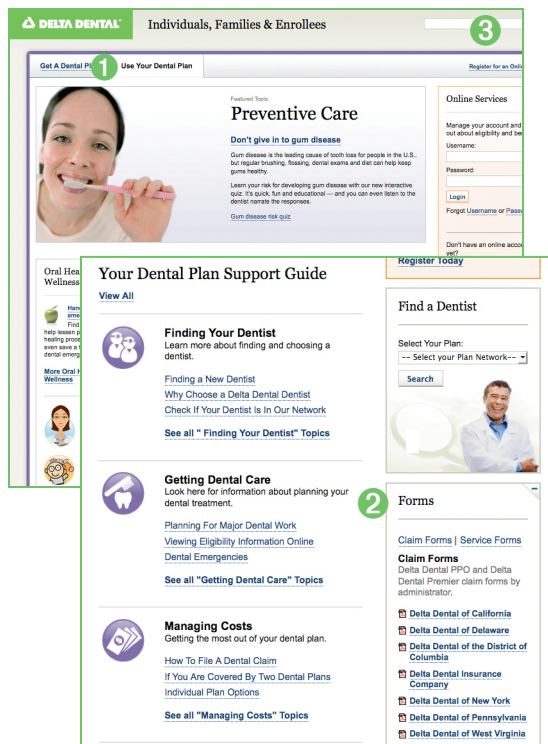 DELTA DENTAL
Individuals, Families & Enrollees
3
Get A Dental
1
Use Your Dental Plan
Register for an
Featured Topic:
Preventive Care
Don't give in to gum disease
Gum disease is the leading cause of tooth loss for people in the U.S.,
but regular brushing, flossing, dental exams and diet can help keep
gums healthy.
Learn your risk for developing gum disease with our new interactive
quiz. It's quick, fun and educational — and you can even listen to the
dentist narrate the responses.
Gum disease risk quiz
Online Services
Manage your account and
out about eligibility and
Username:
Password:
Login
Forgot Username or
Don't have an online
yet?
Register Today
Oral
Wellness
Find
help lessen
healing
even save a
dental
More Oral
Wellness
Your Dental Plan Support Guide
View All
Finding Your Dentist
Learn more about finding and choosing a
dentist.
Finding a New Dentist
Why Choose a Delta Dental Dentist
Check If Your Dentist Is In Our Network
See all " Finding Your Dentist" Topics
Getting Dental Care
Look here for information about planning your
dental treatment.
Planning For Major Dental Work
Viewing Eligibility Information Online
Dental Emergencies
See all "Getting Dental Care" Topics
Managing Costs
Getting the most out of your dental plan.
How To File A Dental Claim
If You Are Covered By Two Dental Plans
Individual Plan Options
See all "Managing Costs" Topics
Find a Dentist
Select Your Plan:
-- Select your Plan Network--
Search
2
Forms
Claim Forms | Service Forms
Claim Forms
Delta Dental PPO and Delta
Dental Premier claim forms by
administrator.
Delta Dental of California
Delta Dental of Delaware
Delta Dental of the District of
Columbia
Delta Dental Insurance
Company
Delta Dental of New York
Delta Dental of Pennsylvania
Delta Dental of West Virginia